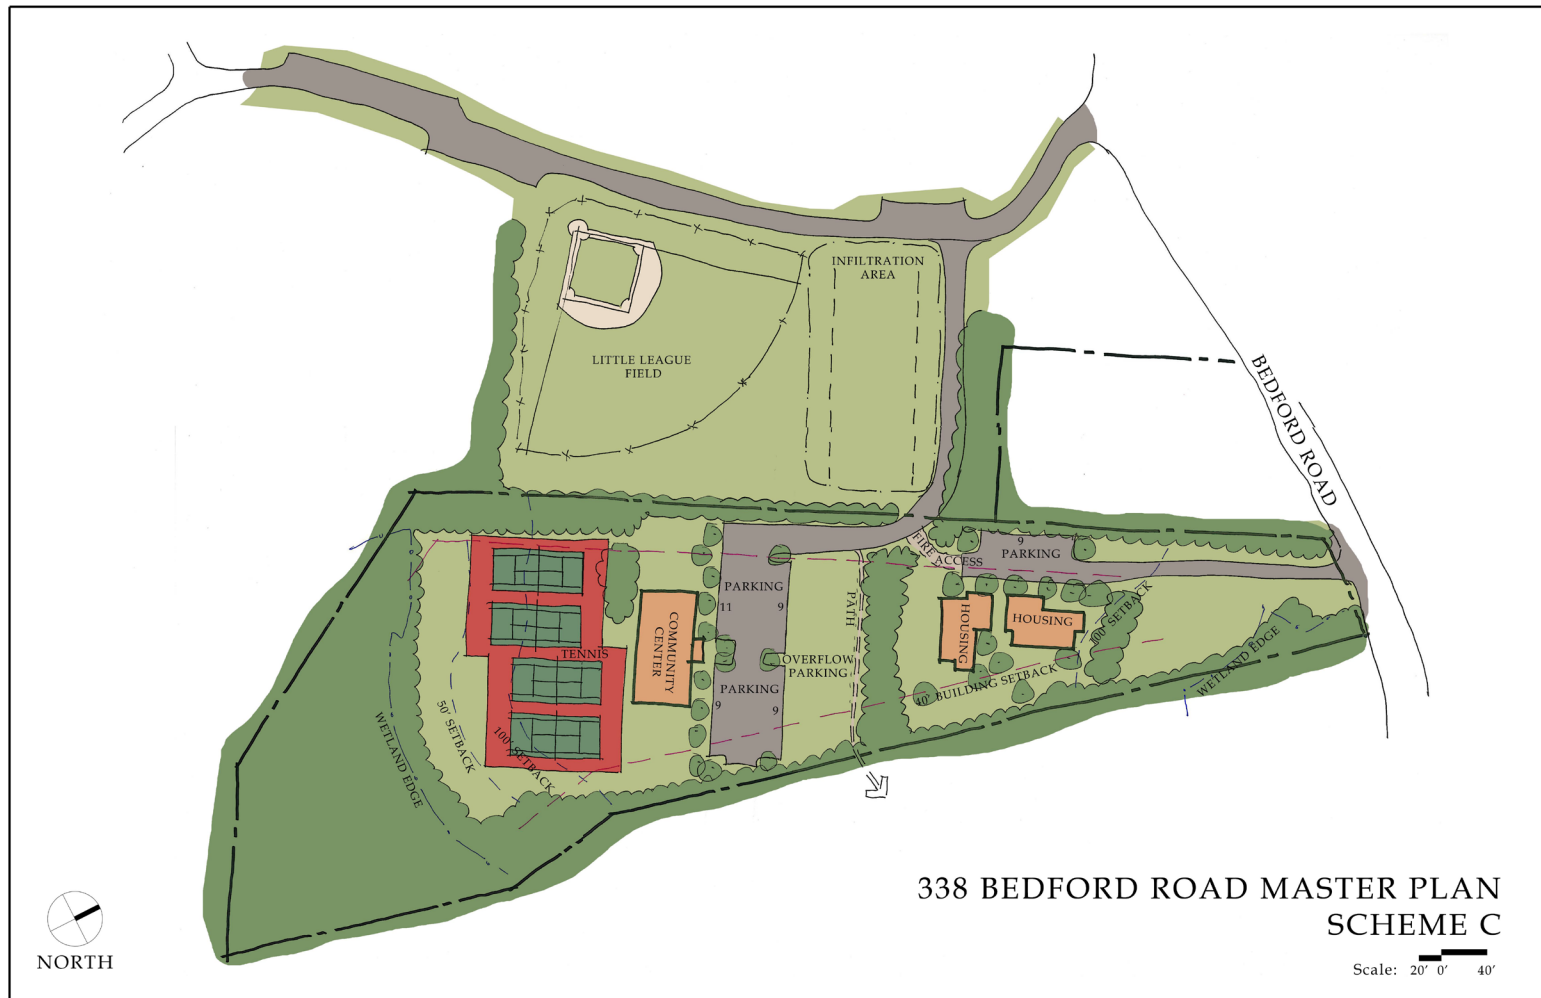 INFILTRATION
AREA
LITTLE LEAGUE
FIELD
BEDFORD ROAD
FIRE ACCESS
9
PARKING
PARKING
11
9
PATH
HOUSING
HOUSING
100' SETBACK
COMMUNITY
CENTER
TENNIS
OVERFLOW
PARKING
PARKING
9
9
40' BUILDING SETBACK
WETLAND EDGE
50' SETBACK
100' SETBACK
WETLAND EDGE
338 BEDFORD ROAD MASTER PLAN
SCHEME C
NORTH
Scale: 20' 0' 40'